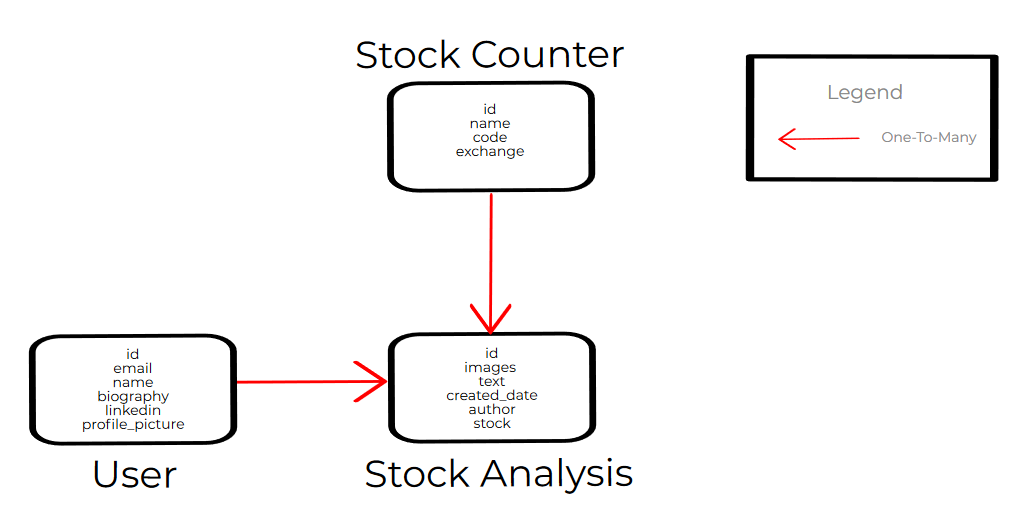 Stock Counter
id
name
code
exchange
Legend
One-To-Many
id
email
name
biography
linkedin
profile_picture
User
id
images
text
created_date
author
stock
Stock Analysis